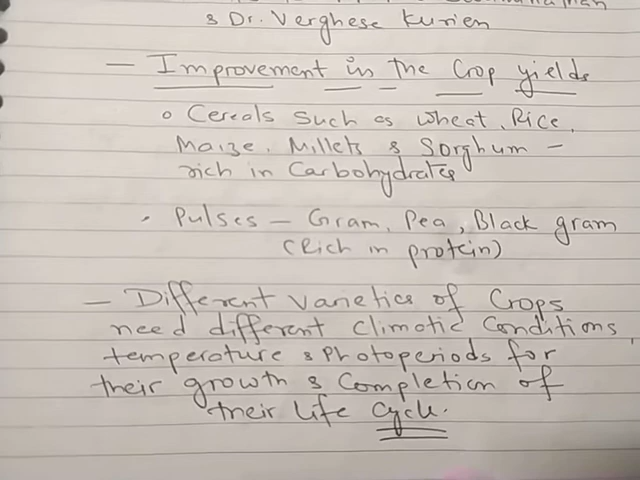 & Dr. Verghese Kurien
— Improvement in the Crop yields
o Cereals such as wheat, Rice,
Maize, Millets & Sorghum –
rich in Carbohydrates
• Pulses – Gram, Pea, Black gram
(Rich in protein)
— Different varieties of Crops
need different Climatic Conditions,
temperature & Photoperiods for
their growth & Completion of
their life Cycle.